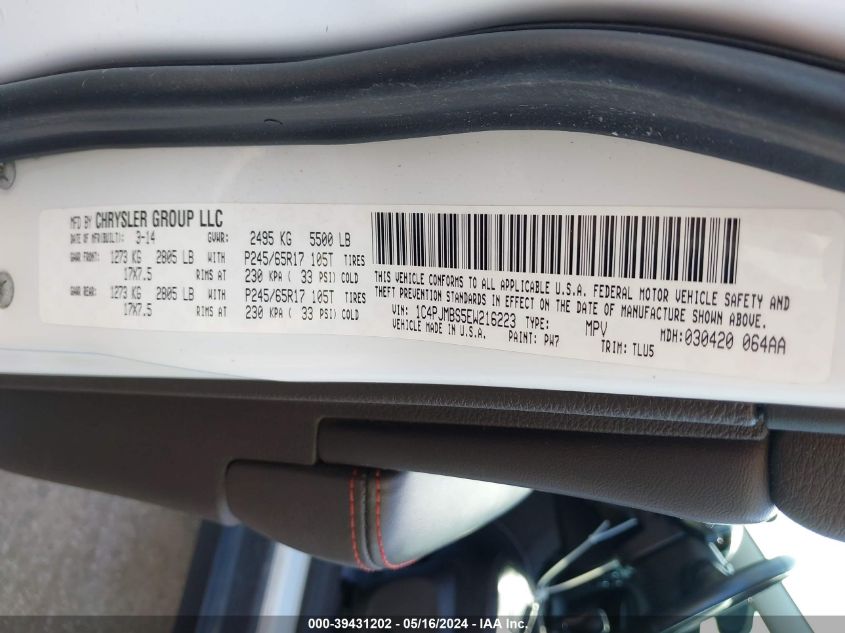 MFD BY CHRYSLER GROUP LLC
DATE OF MFR(BUILT): 3-14 GVWR: 2495 KG 5500 LB
GAWR FRONT: 1273 KG 2805 LB WITH P245/65R17 105T TIRES
17X7.5 RIMS AT 230 KPA ( 33 PSI) COLD
GAWR REAR: 1273 KG 2805 LB WITH P245/65R17 105T TIRES
17X7.5 RIMS AT 230 KPA ( 33 PSI) COLD
THIS VEHICLE CONFORMS TO ALL APPLICABLE U.S.A. FEDERAL MOTOR VEHICLE SAFETY AND
THEFT PREVENTION STANDARDS IN EFFECT ON THE DATE OF MANUFACTURE SHOWN ABOVE.
VIN: 1C4PJMBS5EW216223 TYPE: MPV MDH:030420 064AA
VEHICLE MADE IN U.S.A. PAINT: PW7 TRIM: TLU5
000-39431202 - 05/16/2024 - IAA Inc.